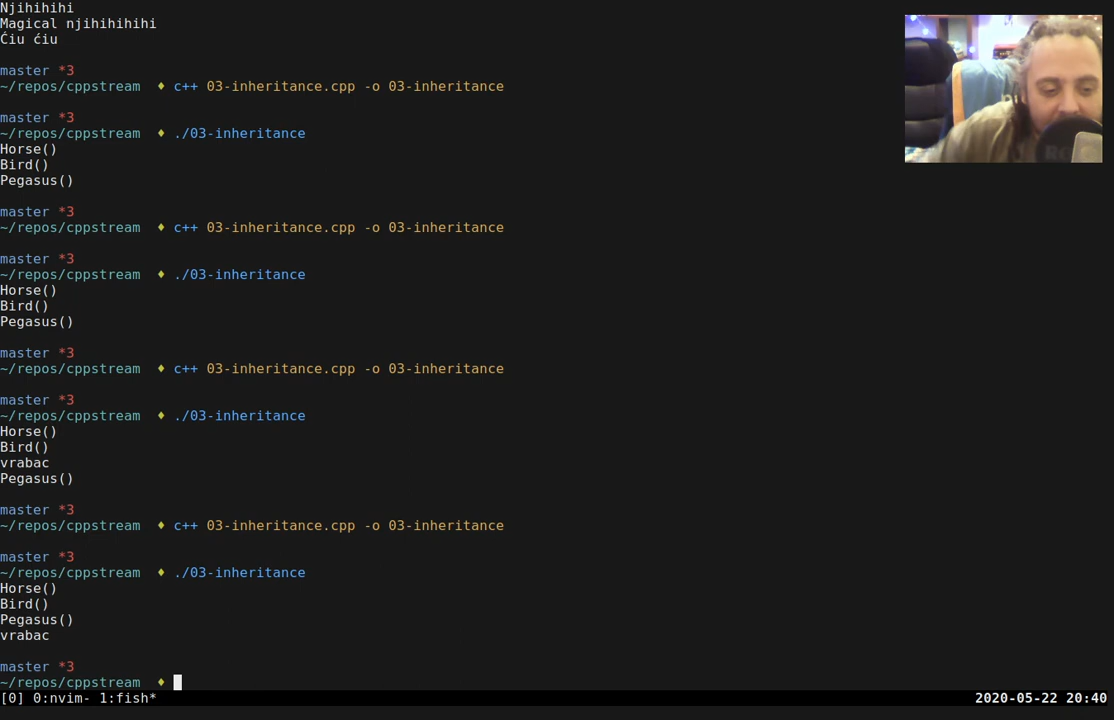 Njihihihi
Magical njihihihihi
Ćiu ćiu
master *3
~/repos/cppstream ♦ c++ 03-inheritance.cpp -o 03-inheritance
master *3
~/repos/cppstream ♦ ./03-inheritance
Horse()
Bird()
Pegasus()
master *3
~/repos/cppstream ♦ c++ 03-inheritance.cpp -o 03-inheritance
master *3
~/repos/cppstream ♦ ./03-inheritance
Horse()
Bird()
Pegasus()
master *3
~/repos/cppstream ♦ c++ 03-inheritance.cpp -o 03-inheritance
master *3
~/repos/cppstream ♦ ./03-inheritance
Horse()
Bird()
vrabac
Pegasus()
master *3
~/repos/cppstream ♦ c++ 03-inheritance.cpp -o 03-inheritance
master *3
~/repos/cppstream ♦ ./03-inheritance
Horse()
Bird()
Pegasus()
vrabac
master *3
~/repos/cppstream ♦
[0] 0:nvim- 1:fish* 2020-05-22 20:40